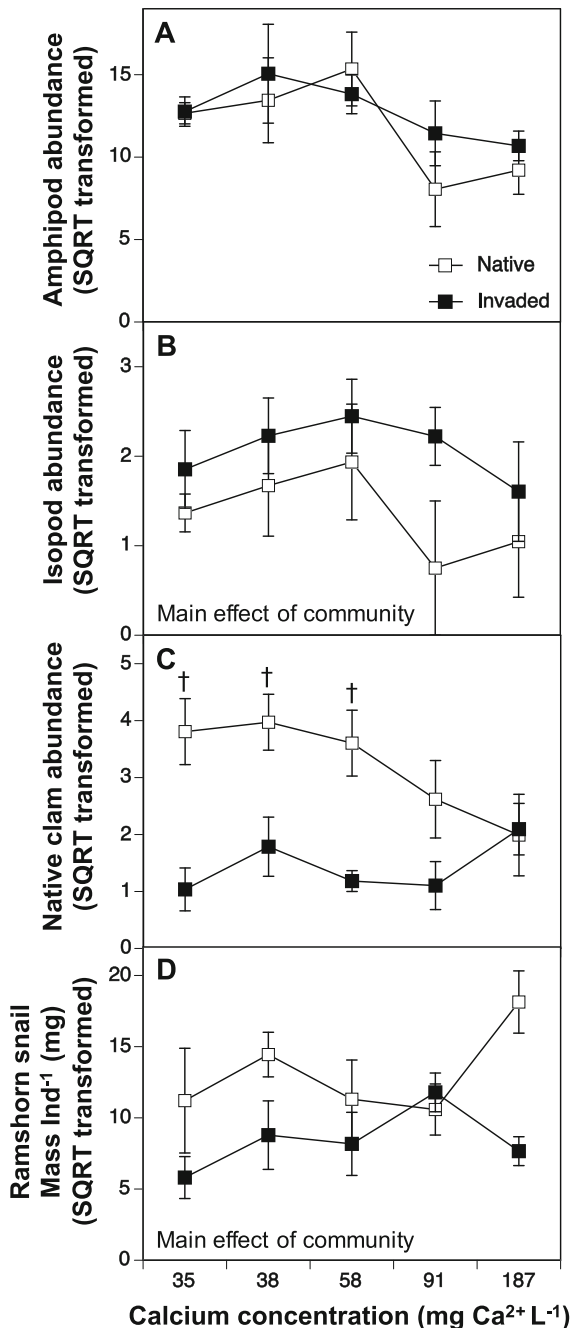 A
Amphipod abundance
(SQRT transformed)
15
10
5
0
Native
Invaded
B
Isopod abundance
(SQRT transformed)
3
2
1
0
Main effect of community
C
Native clam abundance
(SQRT transformed)
5
4
3
2
1
0
† † †
D
Ramshorn snail
Mass Ind⁻¹ (mg)
(SQRT transformed)
20
15
10
5
0
Main effect of community
35 38 58 91 187
Calcium concentration (mg Ca²⁺ L⁻¹)